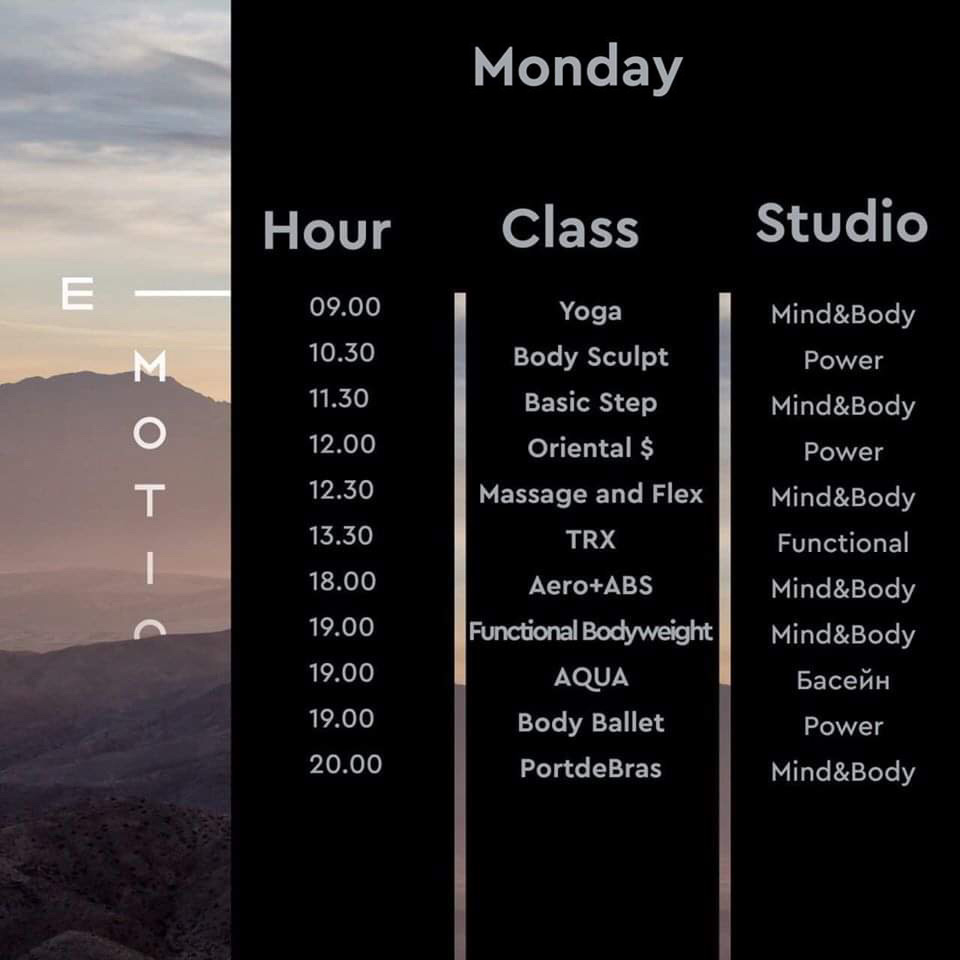 Monday
Hour Class Studio
09.00 Yoga Mind&Body
10.30 Body Sculpt Power
11.30 Basic Step Mind&Body
12.00 Oriental $ Power
12.30 Massage and Flex Mind&Body
13.30 TRX Functional
18.00 Aero+ABS Mind&Body
19.00 Functional Bodyweight Mind&Body
19.00 AQUA Басейн
19.00 Body Ballet Power
20.00 PortdeBras Mind&Body
E
M
O
T
I
O